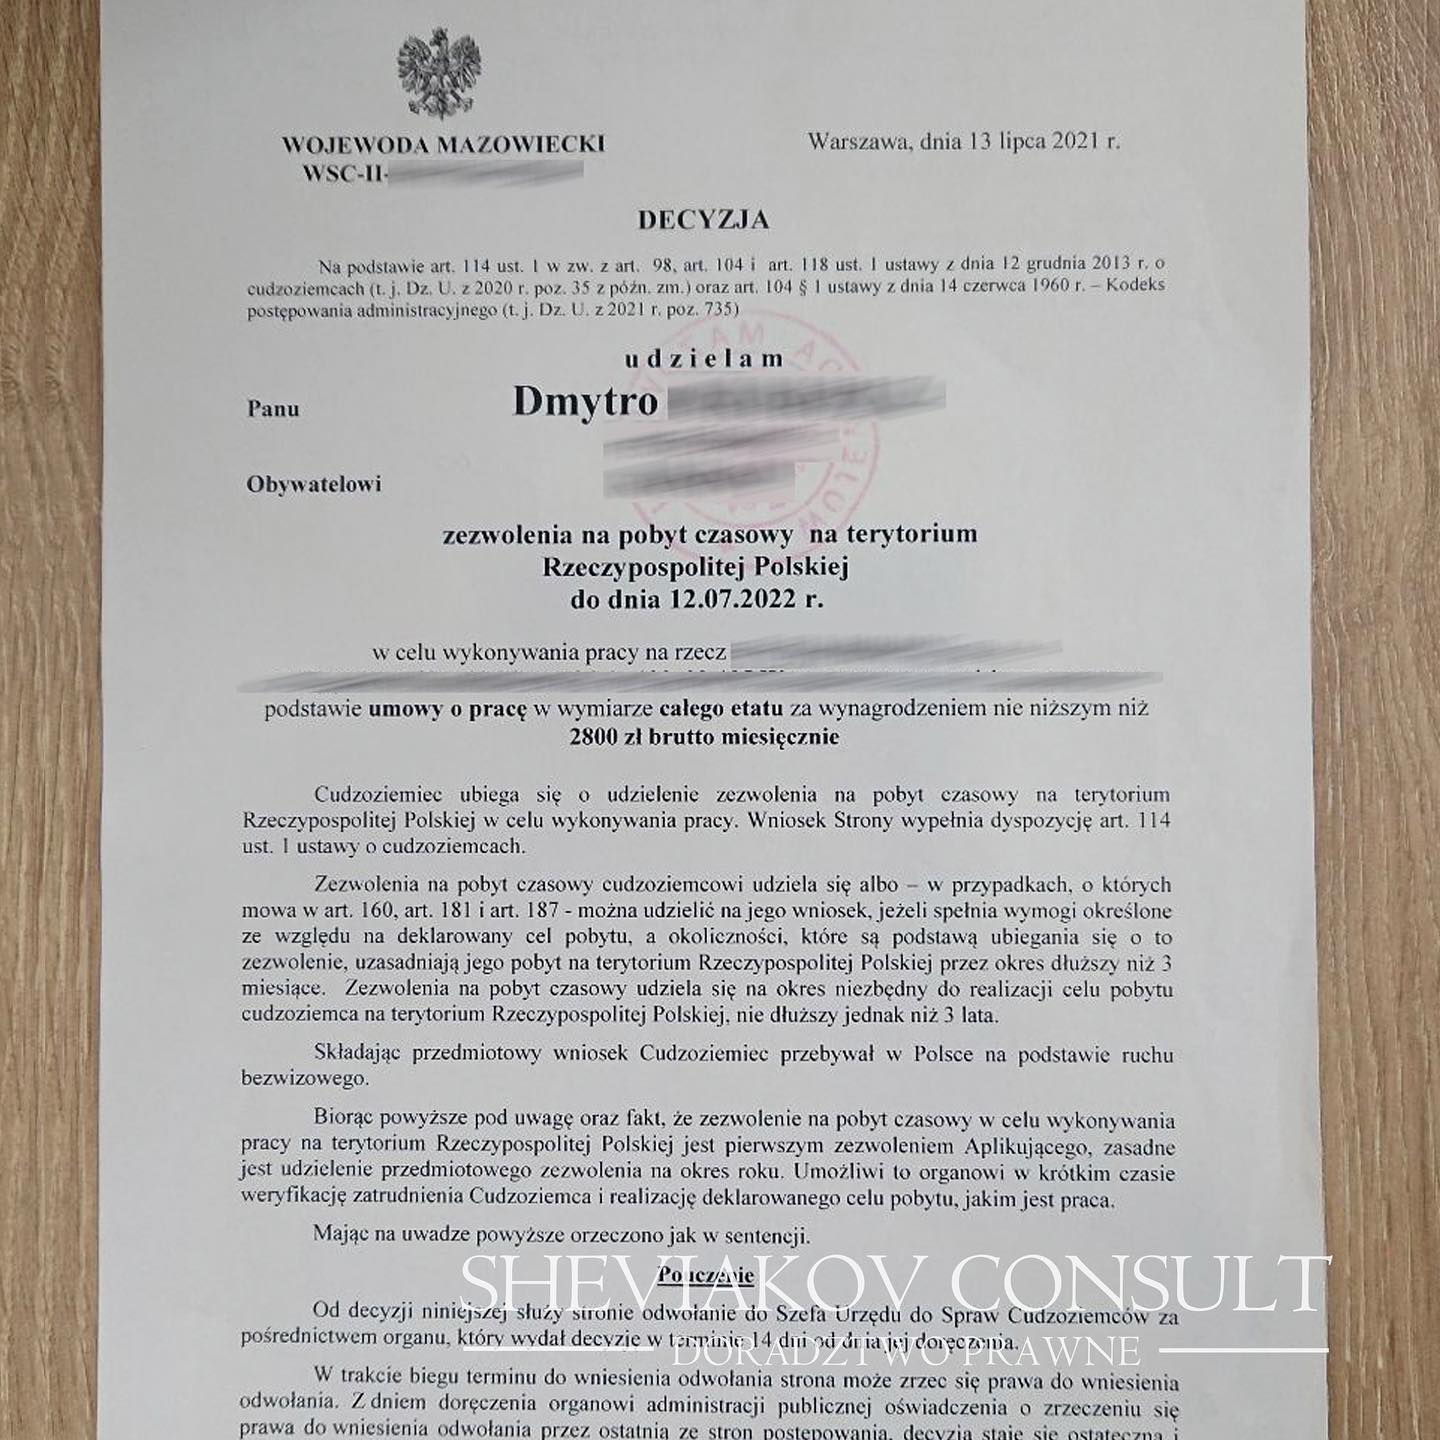 WOJEWODA MAZOWIECKI
WSC-II-
Warszawa, dnia 13 lipca 2021 r.
DECYZJA
Na podstawie art. 114 ust. 1 w zw. z art. 98, art. 104 i art. 118 ust. 1 ustawy z dnia 12 grudnia 2013 r. o
cudzoziemcach (t. j. Dz. U. z 2020 r. poz. 35 z późn. zm.) oraz art. 104 § 1 ustawy z dnia 14 czerwca 1960 r. – Kodeks
postępowania administracyjnego (t. j. Dz. U. z 2021 r. poz. 735)
udzielam
Panu Dmytro
Obywatelowi
zezwolenia na pobyt czasowy na terytorium
Rzeczypospolitej Polskiej
do dnia 12.07.2022 r.
w celu wykonywania pracy na rzecz
podstawie umowy o pracę w wymiarze całego etatu za wynagrodzeniem nie niższym niż
2800 zł brutto miesięcznie
Cudzoziemiec ubiega się o udzielenie zezwolenia na pobyt czasowy na terytorium
Rzeczypospolitej Polskiej w celu wykonywania pracy. Wniosek Strony wypełnia dyspozycję art. 114
ust. 1 ustawy o cudzoziemcach.
Zezwolenia na pobyt czasowy cudzoziemcowi udziela się albo – w przypadkach, o których
mowa w art. 160, art. 181 i art. 187 - można udzielić na jego wniosek, jeżeli spełnia wymogi określone
ze względu na deklarowany cel pobytu, a okoliczności, które są podstawą ubiegania się o to
zezwolenie, uzasadniają jego pobyt na terytorium Rzeczypospolitej Polskiej przez okres dłuższy niż 3
miesiące. Zezwolenia na pobyt czasowy udziela się na okres niezbędny do realizacji celu pobytu
cudzoziemca na terytorium Rzeczypospolitej Polskiej, nie dłuższy jednak niż 3 lata.
Składając przedmiotowy wniosek Cudzoziemiec przebywał w Polsce na podstawie ruchu
bezwizowego.
Biorąc powyższe pod uwagę oraz fakt, że zezwolenie na pobyt czasowy w celu wykonywania
pracy na terytorium Rzeczypospolitej Polskiej jest pierwszym zezwoleniem Aplikującego, zasadne
jest udzielenie przedmiotowego zezwolenia na okres roku. Umożliwi to organowi w krótkim czasie
weryfikację zatrudnienia Cudzoziemca i realizację deklarowanego celu pobytu, jakim jest praca.
Mając na uwadze powyższe orzeczono jak w sentencji.
Pouczenie
SHEVIAKOV CONSULT
Od decyzji niniejszej służy stronie odwołanie do Szefa Urzędu do Spraw Cudzoziemców za
pośrednictwem organu, który wydał decyzję w terminie 14 dni od dnia jej doręczenia.
DORADZTWO PRAWNE
W trakcie biegu terminu do wniesienia odwołania strona może zrzec się prawa do wniesienia
odwołania. Z dniem doręczenia organowi administracji publicznej oświadczenia o zrzeczeniu się
prawa do wniesienia odwołania przez ostatnią ze stron postępowania, decyzja staje się ostateczna i